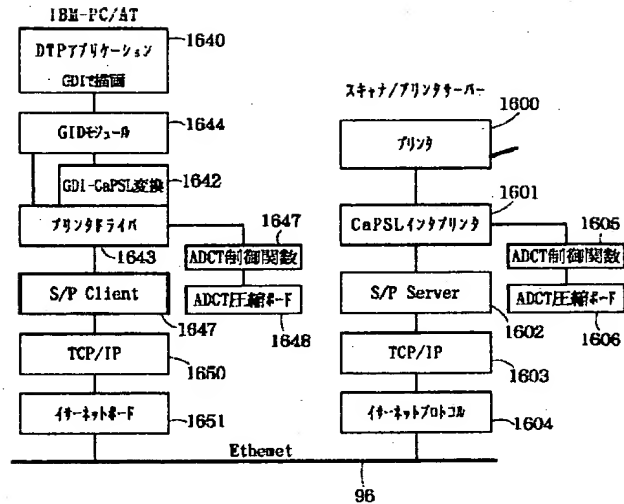 IBM-PC/AT
DTPアプリケーション
GDIで描画
1640
GIDモジュール
1644
GDI-CaPSL変換
1642
プリンタドライバ
1643
1647
ADCT制御関数
ADCT圧縮ボード
1648
S/P Client
1647
TCP/IP
1650
イサーネットボード
1651
スキャナ/プリンタサーバー
プリンタ
1600
CaPSLインタプリンタ
1601
1605
ADCT制御関数
ADCT圧縮ボード
1606
S/P Server
1602
TCP/IP
1603
イサーネットプロトコル
1604
Ethernet
96